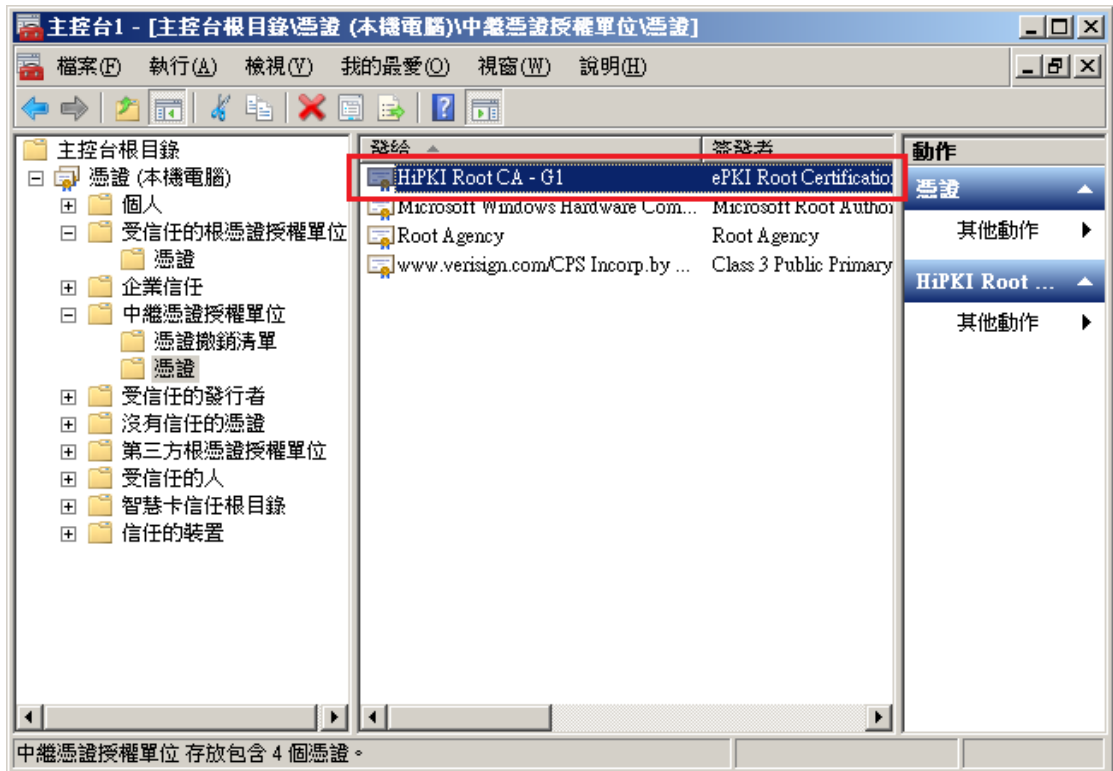 主控台1 - [主控台根目錄\憑證 (本機電腦)\中繼憑證授權單位\憑證]
檔案(F) 執行(A) 檢視(V) 我的最愛(O) 視窗(W) 說明(H)
主控台根目錄
憑證 (本機電腦)
個人
受信任的根憑證授權單位
憑證
企業信任
中繼憑證授權單位
憑證撤銷清單
憑證
受信任的發行者
沒有信任的憑證
第三方根憑證授權單位
受信任的人
智慧卡信任根目錄
信任的裝置
發給 簽發者
HiPKI Root CA - G1 ePKI Root Certificatio
Microsoft Windows Hardware Com... Microsoft Root Author
Root Agency Root Agency
www.verisign.com/CPS Incorp.by ... Class 3 Public Primary
動作
憑證
其他動作
HiPKI Root ...
其他動作
中繼憑證授權單位 存放包含 4 個憑證。